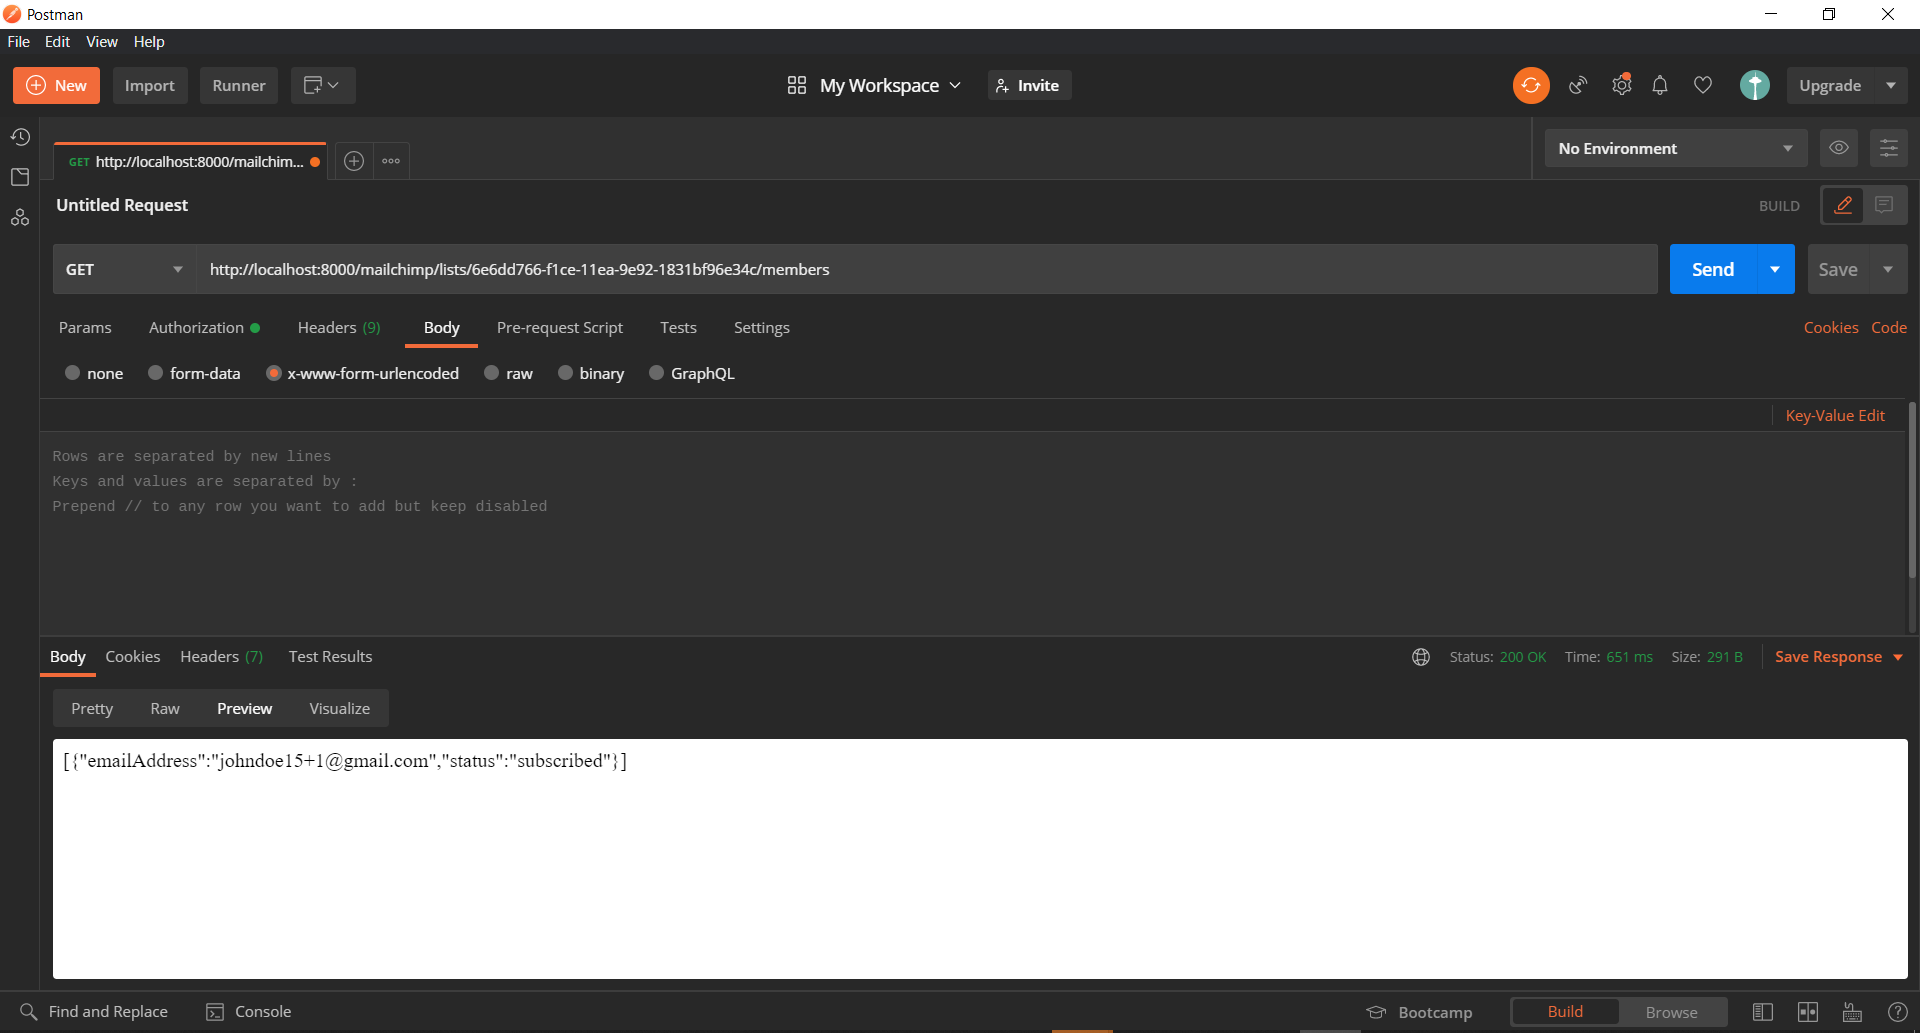 Postman
File Edit View Help
New Import Runner My Workspace Invite Upgrade
GET http://localhost:8000/mailchim... No Environment
Untitled Request BUILD
GET http://localhost:8000/mailchimp/lists/6e6dd766-f1ce-11ea-9e92-1831bf96e34c/members Send Save
Params Authorization Headers (9) Body Pre-request Script Tests Settings Cookies Code
none form-data x-www-form-urlencoded raw binary GraphQL
Key-Value Edit
Rows are separated by new lines
Keys and values are separated by :
Prepend // to any row you want to add but keep disabled
Body Cookies Headers (7) Test Results Status: 200 OK Time: 651 ms Size: 291 B Save Response
Pretty Raw Preview Visualize
[{"emailAddress":"johndoe15+1@gmail.com","status":"subscribed"}]
Find and Replace Console Bootcamp Build Browse